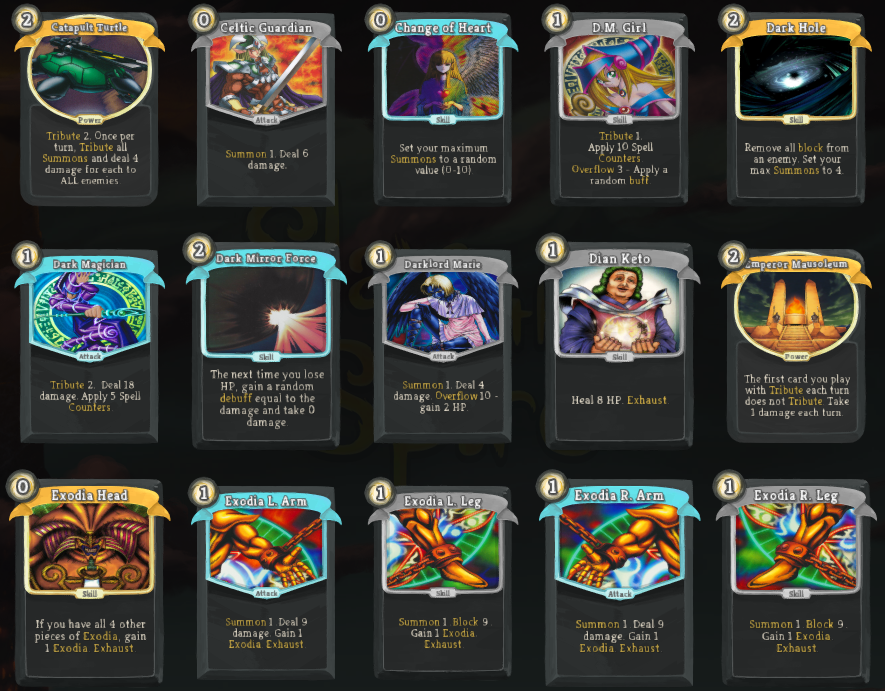 2
Catapult Turtle
Power
Tribute 2. Once per
turn, Tribute all
Summons and deal 4
damage for each to
ALL enemies.
0
Celtic Guardian
Attack
Summon 1. Deal 6
damage.
0
Change of Heart
Skill
Set your maximum
Summons to a random
value (0-10).
1
D.M. Girl
Skill
Tribute 1.
Apply 10 Spell
Counters
Overflow 3 - Apply a
random buff.
2
Dark Hole
Skill
Remove all block from
an enemy. Set your
max Summons to 4.
1
Dark Magician
Attack
Tribute 2. Deal 18
damage. Apply 5 Spell
Counters.
2
Dark Mirror Force
Skill
The next time you lose
HP, gain a random
debuff equal to the
damage and take 0
damage.
1
Darklord Marie
Attack
Summon 1. Deal 4
damage. Overflow 10 -
gain 2 HP.
1
Dian Keto
Skill
Heal 8 HP. Exhaust.
2
Emperor Mausoleum
Power
The first card you play
with Tribute each turn
does not Tribute. Take
1 damage each turn.
0
Exodia Head
Skill
If you have all 4 other
pieces of Exodia, gain
1 Exodia. Exhaust.
1
Exodia L. Arm
Attack
Summon 1. Deal 9
damage. Gain 1
Exodia. Exhaust.
1
Exodia L. Leg
Skill
Summon 1. Block 9.
Gain 1 Exodia.
Exhaust.
1
Exodia R. Arm
Attack
Summon 1. Deal 9
damage. Gain 1
Exodia. Exhaust.
1
Exodia R. Leg
Skill
Summon 1. Block 9.
Gain 1 Exodia.
Exhaust.